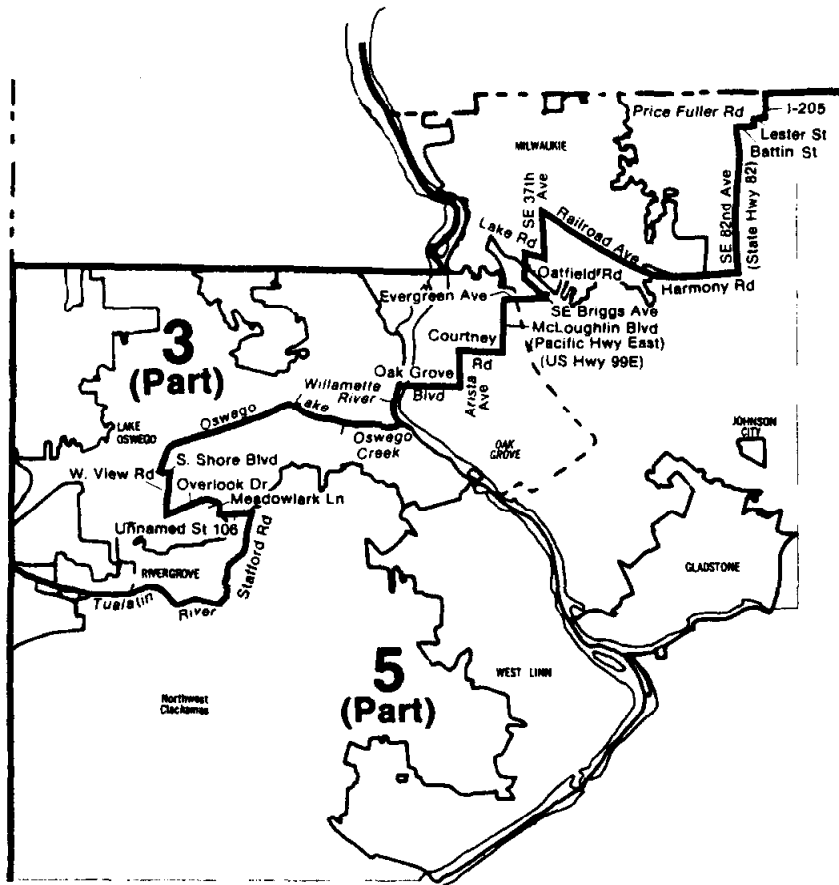 Price Fuller Rd
I-205
Lester St
Battin St
MILWAUKIE
SE 37th
Ave
SE 82nd Ave
(State Hwy 82)
Lake Rd
Railroad Ave
Oatfield Rd
Harmony Rd
Evergreen Ave
SE Briggs Ave
McLoughlin Blvd
(Pacific Hwy East)
(US Hwy 99E)
Courtney
Rd
3
(Part)
Oak Grove
Blvd
Willamette
River
Arista
Ave
Oswego
Lake
Oswego
Creek
LAKE
OSWEGO
OAK
GROVE
JOHNSON
CITY
S. Shore Blvd
W. View Rd
Overlook Dr
Meadowlark Ln
Unnamed St 106
Stafford Rd
RIVERGROVE
Tualatin
River
GLADSTONE
5
(Part)
WEST LINN
Northwest
Clackamas